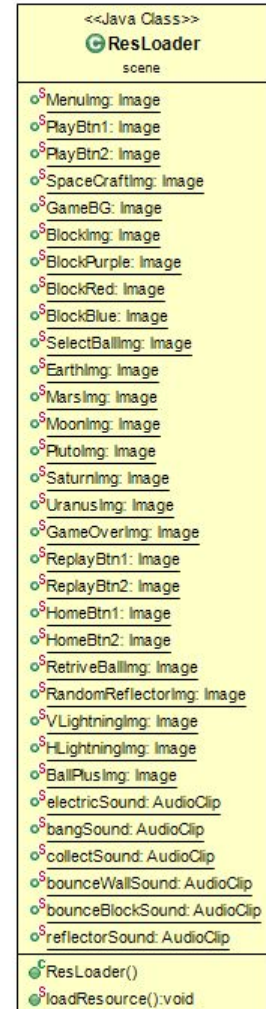 <<Java Class>>
ResLoader
scene
MenuImg: Image
PlayBtn1: Image
PlayBtn2: Image
SpaceCraftImg: Image
GameBG: Image
BlockImg: Image
BlockPurple: Image
BlockRed: Image
BlockBlue: Image
SelectBallImg: Image
EarthImg: Image
MarsImg: Image
MoonImg: Image
PlutoImg: Image
SaturnImg: Image
UranusImg: Image
GameOverImg: Image
ReplayBtn1: Image
ReplayBtn2: Image
HomeBtn1: Image
HomeBtn2: Image
RetriveBallImg: Image
RandomReflectorImg: Image
VLightningImg: Image
HLightningImg: Image
BallPlusImg: Image
electricSound: AudioClip
bangSound: AudioClip
collectSound: AudioClip
bounceWallSound: AudioClip
bounceBlockSound: AudioClip
reflectorSound: AudioClip
ResLoader()
loadResource():void